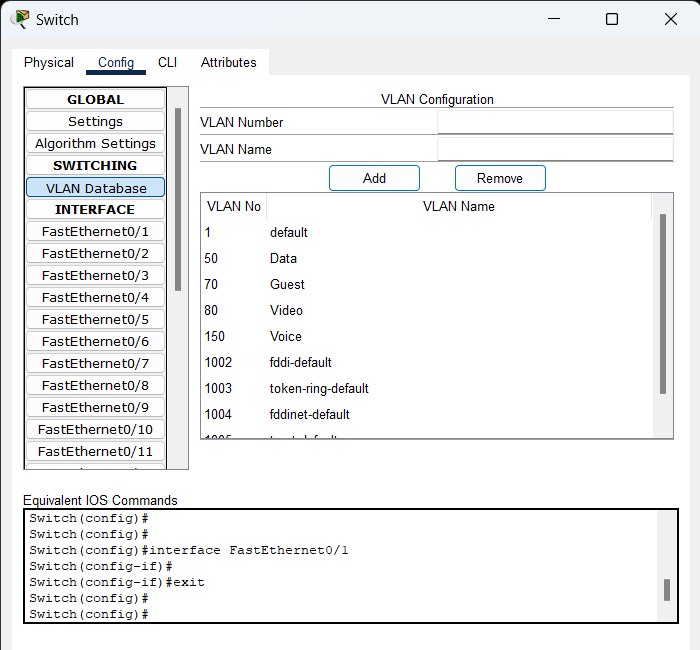 Switch
Physical Config CLI Attributes
GLOBAL
Settings
Algorithm Settings
SWITCHING
VLAN Database
INTERFACE
FastEthernet0/1
FastEthernet0/2
FastEthernet0/3
FastEthernet0/4
FastEthernet0/5
FastEthernet0/6
FastEthernet0/7
FastEthernet0/8
FastEthernet0/9
FastEthernet0/10
FastEthernet0/11
VLAN Configuration
VLAN Number
VLAN Name
Add Remove
VLAN No VLAN Name
1 default
50 Data
70 Guest
80 Video
150 Voice
1002 fddi-default
1003 token-ring-default
1004 fddinet-default
Equivalent IOS Commands
Switch(config)#
Switch(config)#
Switch(config)#interface FastEthernet0/1
Switch(config-if)#
Switch(config-if)#exit
Switch(config)#
Switch(config)#